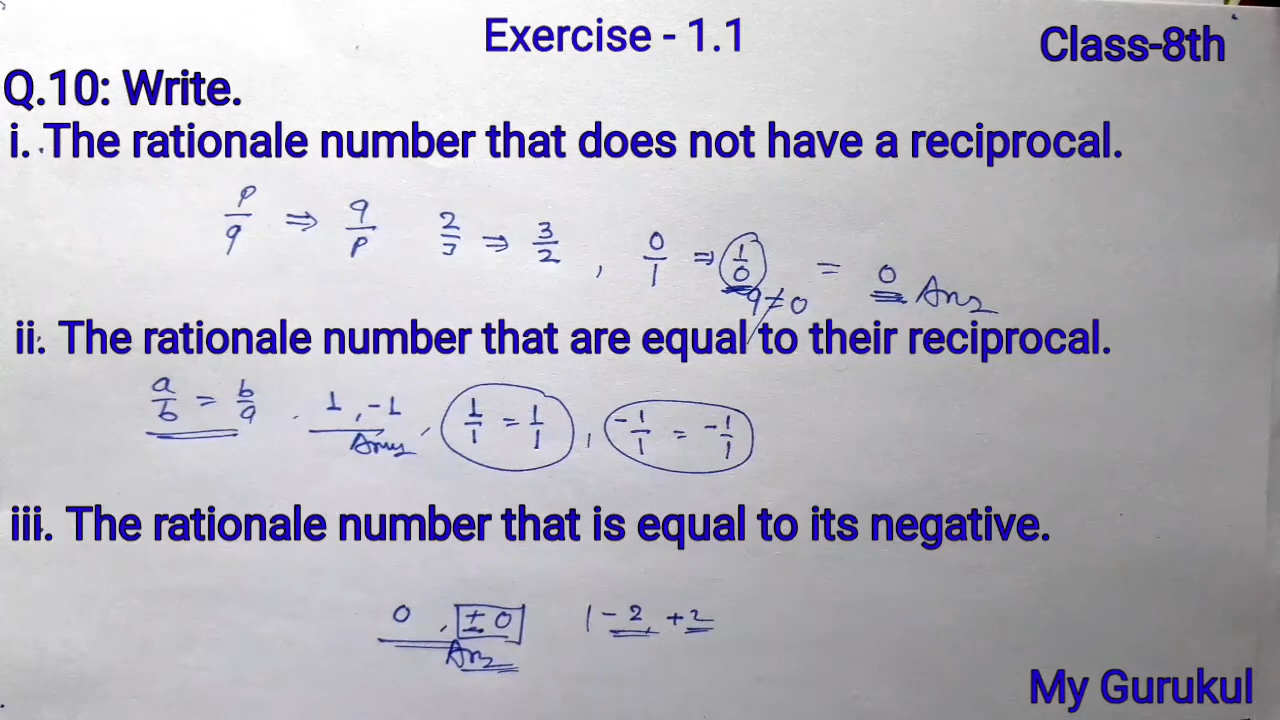 Exercise - 1.1
Class-8th
Q.10: Write.
i. The rationale number that does not have a reciprocal.
p/q ⇒ q/p 2/3 ⇒ 3/2 , 0/1 ⇒ 1/0 = 0 Ans
q≠0
ii. The rationale number that are equal to their reciprocal.
a/b = b/a . 1, -1 , 1/1 = 1/1 , -1/1 = -1/1
Ans
iii. The rationale number that is equal to its negative.
0 , ± 0 | - 2, + 2
Ans
My Gurukul